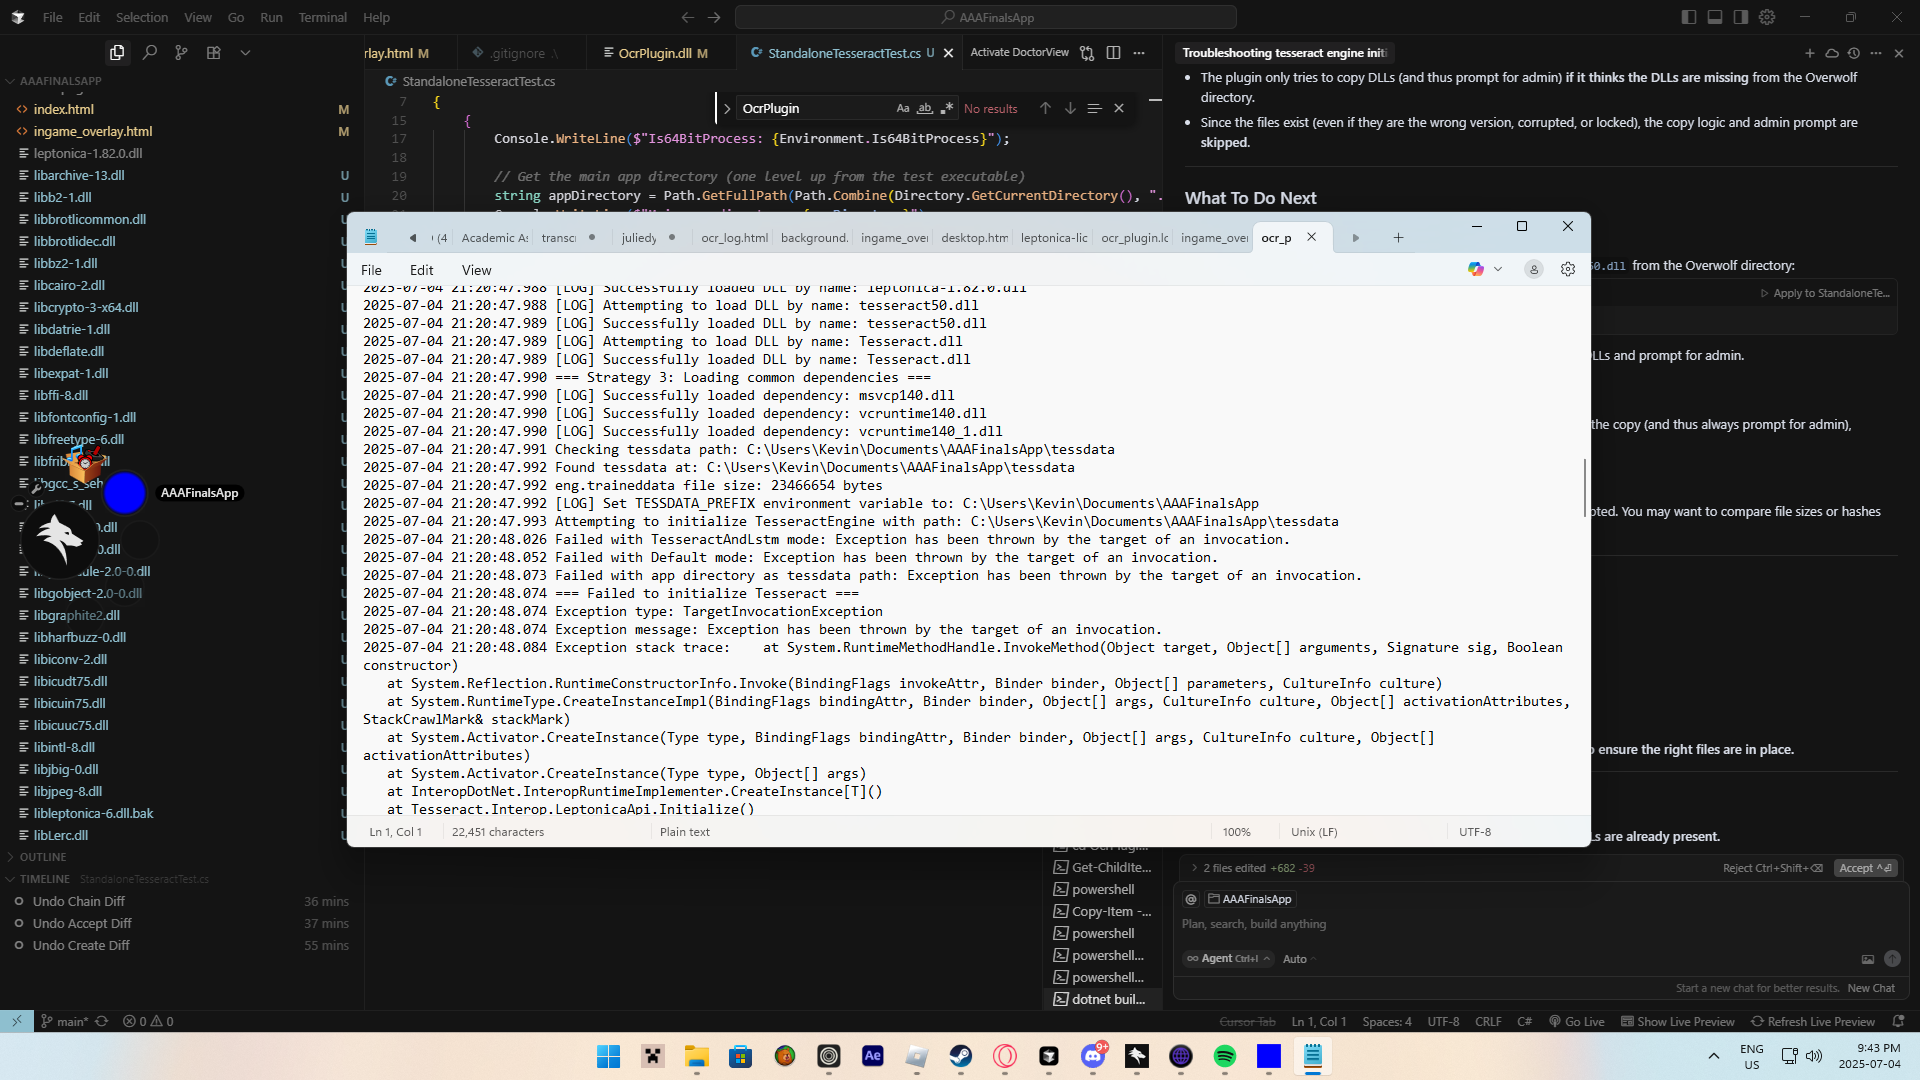 File Edit Selection View Go Run Terminal Help
AAAFinalsApp
rlay.html M
.gitignore
OcrPlugin.dll M
StandaloneTesseractTest.cs U
Activate DoctorView
StandaloneTesseractTest.cs
AAAFINALSAPP
index.html M
ingame_overlay.html M
leptonica-1.82.0.dll
libarchive-13.dll U
libb2-1.dll U
libbrotlicommon.dll U
libbrotlidec.dll
libbz2-1.dll
libcairo-2.dll
libcrypto-3-x64.dll
libdatrie-1.dll
libdeflate.dll
libexpat-1.dll
libffi-8.dll
libfontconfig-1.dll
libfreetype-6.dll
AAAFinalsApp
libgobject-2.0-0.dll
libgraphite2.dll
libharfbuzz-0.dll
libiconv-2.dll
libicudt75.dll
libicuin75.dll
libicuuc75.dll
libintl-8.dll
libjbig-0.dll
libjpeg-8.dll
libleptonica-6.dll.bak
libLerc.dll
OUTLINE
TIMELINE StandaloneTesseractTest.cs
Undo Chain Diff 36 mins
Undo Accept Diff 37 mins
Undo Create Diff 55 mins
7 {
15 {
17 Console.WriteLine($"Is64BitProcess: {Environment.Is64BitProcess}");
18
19 // Get the main app directory (one level up from the test executable)
20 string appDirectory = Path.GetFullPath(Path.Combine(Directory.GetCurrentDirectory(), "..
OcrPlugin Aa ab .* No results
Troubleshooting tesseract engine initi
The plugin only tries to copy DLLs (and thus prompt for admin) if it thinks the DLLs are missing from the Overwolf
directory.
Since the files exist (even if they are the wrong version, corrupted, or locked), the copy logic and admin prompt are
skipped.
What To Do Next
50.dll from the Overwolf directory:
Apply to StandaloneTe...
LLs and prompt for admin.
the copy (and thus always prompt for admin),
pted. You may want to compare file sizes or hashes
o ensure the right files are in place.
Ls are already present.
(4 Academic As transcr juliedy ocr_log.html background. ingame_over desktop.htm leptonica-lic ocr_plugin.lo ingame_over ocr_p
File Edit View
2025-07-04 21:20:47.988 [LOG] Successfully loaded DLL by name: leptonica-1.82.0.dll
2025-07-04 21:20:47.988 [LOG] Attempting to load DLL by name: tesseract50.dll
2025-07-04 21:20:47.989 [LOG] Successfully loaded DLL by name: tesseract50.dll
2025-07-04 21:20:47.989 [LOG] Attempting to load DLL by name: Tesseract.dll
2025-07-04 21:20:47.989 [LOG] Successfully loaded DLL by name: Tesseract.dll
2025-07-04 21:20:47.990 === Strategy 3: Loading common dependencies ===
2025-07-04 21:20:47.990 [LOG] Successfully loaded dependency: msvcp140.dll
2025-07-04 21:20:47.990 [LOG] Successfully loaded dependency: vcruntime140.dll
2025-07-04 21:20:47.990 [LOG] Successfully loaded dependency: vcruntime140_1.dll
2025-07-04 21:20:47.991 Checking tessdata path: C:\Users\Kevin\Documents\AAAFinalsApp\tessdata
2025-07-04 21:20:47.992 Found tessdata at: C:\Users\Kevin\Documents\AAAFinalsApp\tessdata
2025-07-04 21:20:47.992 eng.traineddata file size: 23466654 bytes
2025-07-04 21:20:47.992 [LOG] Set TESSDATA_PREFIX environment variable to: C:\Users\Kevin\Documents\AAAFinalsApp
2025-07-04 21:20:47.993 Attempting to initialize TesseractEngine with path: C:\Users\Kevin\Documents\AAAFinalsApp\tessdata
2025-07-04 21:20:48.026 Failed with TesseractAndLstm mode: Exception has been thrown by the target of an invocation.
2025-07-04 21:20:48.052 Failed with Default mode: Exception has been thrown by the target of an invocation.
2025-07-04 21:20:48.073 Failed with app directory as tessdata path: Exception has been thrown by the target of an invocation.
2025-07-04 21:20:48.074 === Failed to initialize Tesseract ===
2025-07-04 21:20:48.074 Exception type: TargetInvocationException
2025-07-04 21:20:48.074 Exception message: Exception has been thrown by the target of an invocation.
2025-07-04 21:20:48.084 Exception stack trace:    at System.RuntimeMethodHandle.InvokeMethod(Object target, Object[] arguments, Signature sig, Boolean
constructor)
at System.Reflection.RuntimeConstructorInfo.Invoke(BindingFlags invokeAttr, Binder binder, Object[] parameters, CultureInfo culture)
at System.RuntimeType.CreateInstanceImpl(BindingFlags bindingAttr, Binder binder, Object[] args, CultureInfo culture, Object[] activationAttributes,
StackCrawlMark& stackMark)
at System.Activator.CreateInstance(Type type, BindingFlags bindingAttr, Binder binder, Object[] args, CultureInfo culture, Object[]
activationAttributes)
at System.Activator.CreateInstance(Type type, Object[] args)
at InteropDotNet.InteropRuntimeImplementer.CreateInstance[T]()
at Tesseract.Interop.LeptonicaApi.Initialize()
Ln 1, Col 1 22,451 characters Plain text 100% Unix (LF) UTF-8
Get-ChildIte...
powershell
Copy-Item -...
powershell
powershell...
powershell...
dotnet buil...
2 files edited +682 -39 Reject Ctrl+Shift+⌫ Accept ^⏎
@ AAAFinalsApp
Plan, search, build anything
Agent Ctrl+I Auto
Start a new chat for better results. New Chat
main* 0 0
Cursor Tab Ln 1, Col 1 Spaces: 4 UTF-8 CRLF C# Go Live Show Live Preview Refresh Live Preview
Ae
9+
ENG
US
9:43 PM
2025-07-04